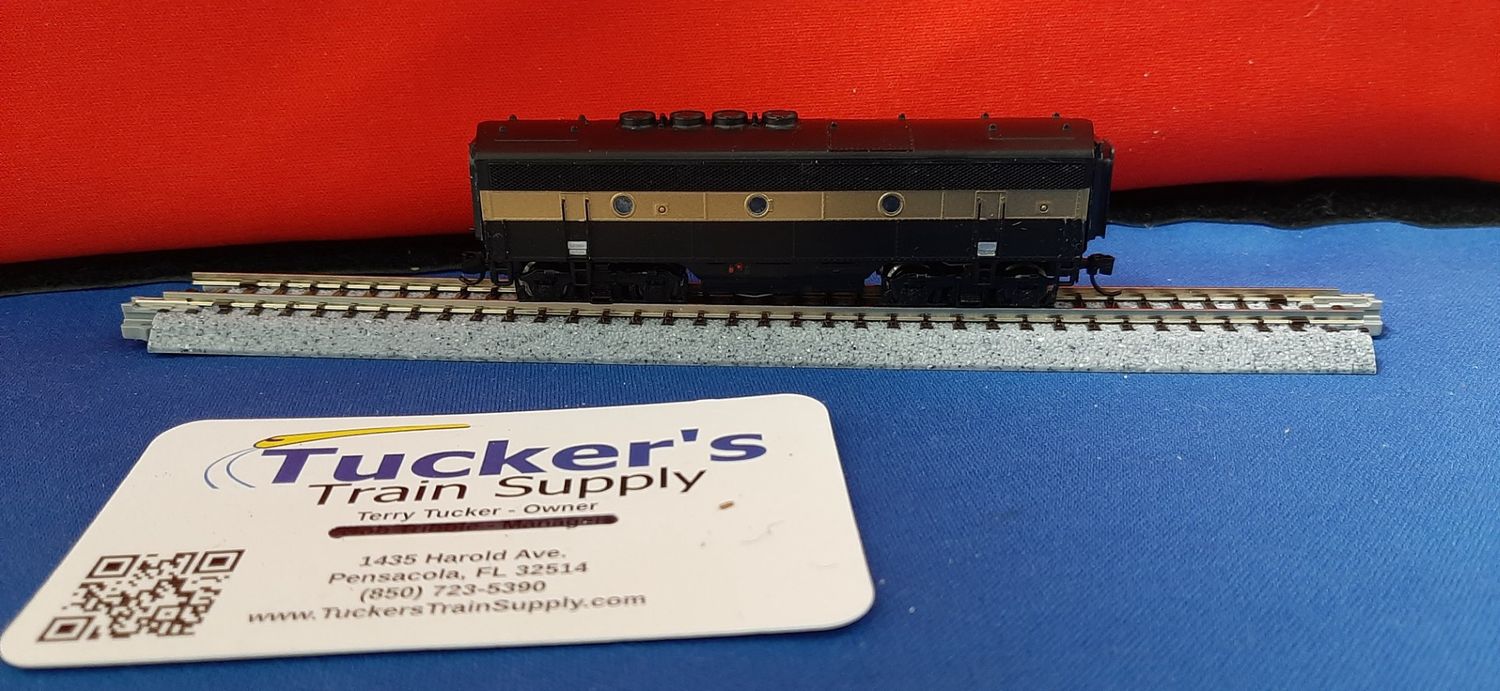 Tucker's
Train Supply
Terry Tucker - Owner
1435 Harold Ave.
Pensacola, FL 32514
(850) 723-5390
www.TuckersTrainSupply.com